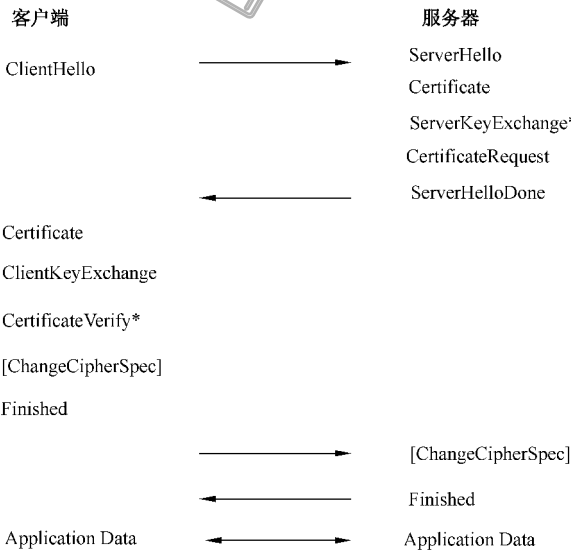 客户端 服务器
ClientHello ServerHello
Certificate
ServerKeyExchange*
CertificateRequest
ServerHelloDone
Certificate
ClientKeyExchange
CertificateVerify*
[ChangeCipherSpec]
Finished
[ChangeCipherSpec]
Finished
Application Data Application Data